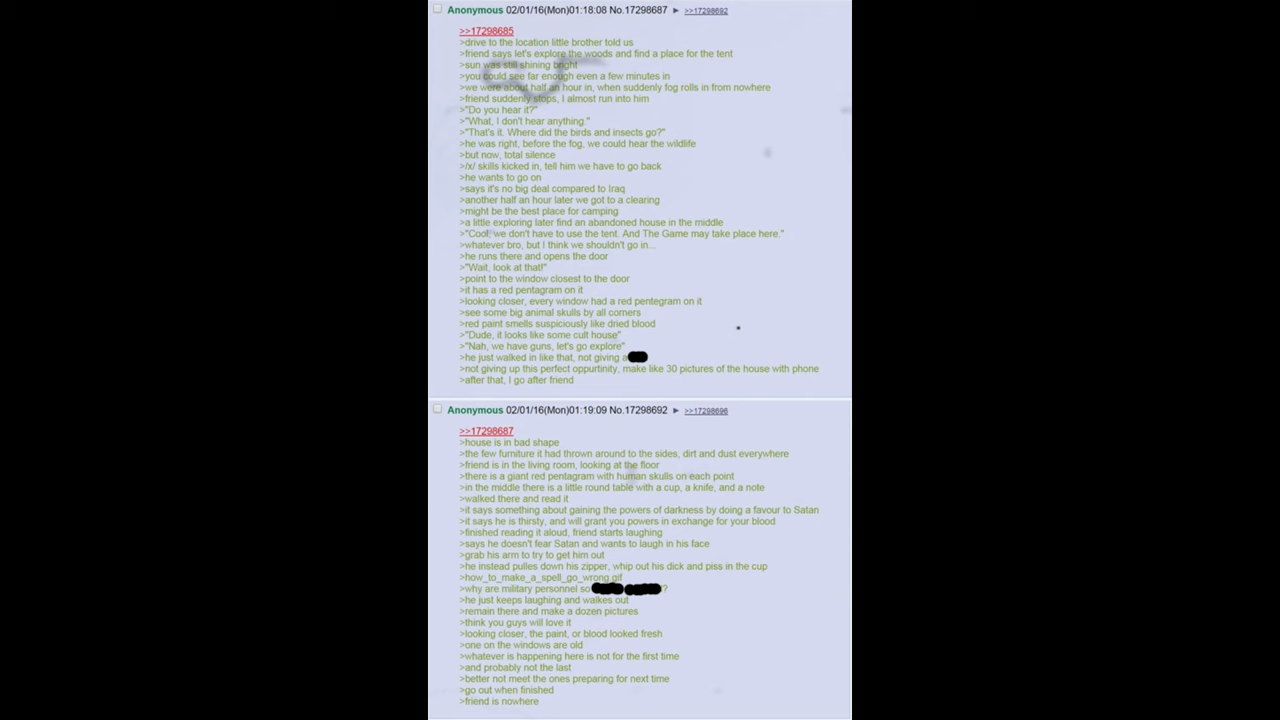 Anonymous 02/01/16(Mon)01:18:08 No.17298687 ▶ >>17298692
>>17298685
>drive to the location little brother told us
>friend says let's explore the woods and find a place for the tent
>sun was still shining bright
>you could see far enough even a few minutes in
>we were about half an hour in, when suddenly fog rolls in from nowhere
>friend suddenly stops, I almost run into him
>"Do you hear it?"
>"What, I don't hear anything."
>"That's it. Where did the birds and insects go?"
>he was right, before the fog, we could hear the wildlife
>but now, total silence
>/x/ skills kicked in, tell him we have to go back
>he wants to go on
>says it's no big deal compared to Iraq
>another half an hour later we got to a clearing
>might be the best place for camping
>a little exploring later find an abandoned house in the middle
>"Cool, we don't have to use the tent. And The Game may take place here."
>whatever bro, but I think we shouldn't go in...
>he runs there and opens the door
>"Wait, look at that!"
>point to the window closest to the door
>it has a red pentagram on it
>looking closer, every window had a red pentegram on it
>see some big animal skulls by all corners
>red paint smells suspiciously like dried blood
>"Dude, it looks like some cult house"
>"Nah, we have guns, let's go explore"
>he just walked in like that, not giving a
>not giving up this perfect oppurtinity, make like 30 pictures of the house with phone
>after that, I go after friend
Anonymous 02/01/16(Mon)01:19:09 No.17298692 ▶ >>17298696
>>17298687
>house is in bad shape
>the few furniture it had thrown around to the sides, dirt and dust everywhere
>friend is in the living room, looking at the floor
>there is a giant red pentagram with human skulls on each point
>in the middle there is a little round table with a cup, a knife, and a note
>walked there and read it
>it says something about gaining the powers of darkness by doing a favour to Satan
>it says he is thirsty, and will grant you powers in exchange for your blood
>finished reading it aloud, friend starts laughing
>says he doesn't fear Satan and wants to laugh in his face
>grab his arm to try to get him out
>he instead pulles down his zipper, whip out his dick and piss in the cup
>how_to_make_a_spell_go_wrong.gif
>why are military personnel so ?
>he just keeps laughing and walkes out
>remain there and make a dozen pictures
>think you guys will love it
>looking closer, the paint, or blood looked fresh
>one on the windows are old
>whatever is happening here is not for the first time
>and probably not the last
>better not meet the ones preparing for next time
>go out when finished
>friend is nowhere